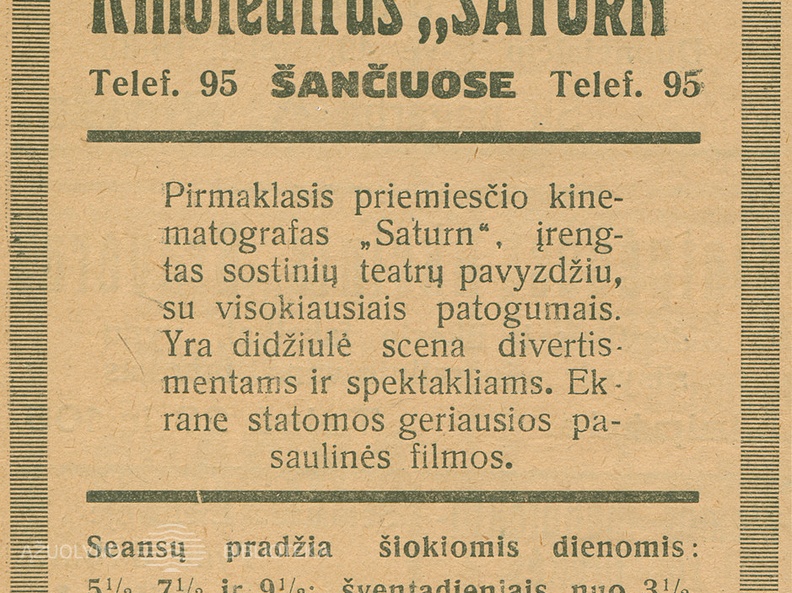 Kinoteatras „SATURN
Telef. 95 ŠANČIUOSE Telef. 95
Pirmaklasis priemiesčio kine-
matografas „Saturn“, įreng-
tas sostinių teatrų pavyzdžiu,
su visokiausiais patogumais.
Yra didžiulė scena divertis-
mentams ir spektakliams. Ek-
rane statomos geriausios pa-
saulinės filmos.
Seansų pradžia šiokiomis dienomis:
5½, 7½ ir 9½; šventadieniais nuo 3½